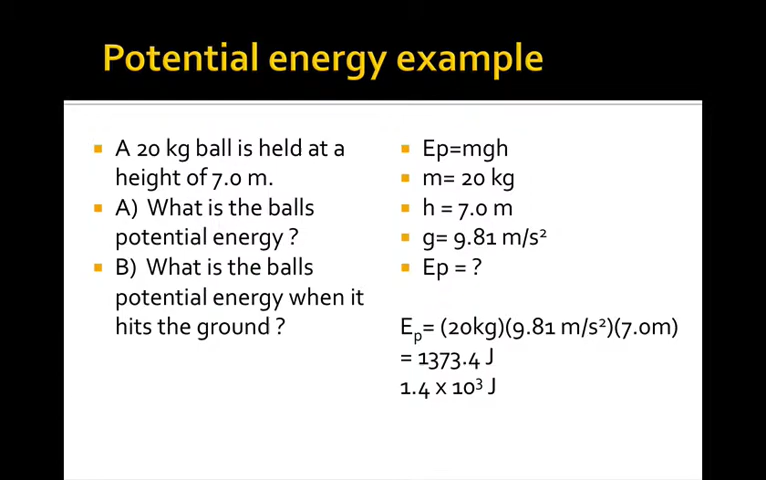 Potential energy example
▪ A 20 kg ball is held at a
height of 7.0 m.
▪ A) What is the balls
potential energy ?
▪ B) What is the balls
potential energy when it
hits the ground ?
▪ Ep=mgh
▪ m= 20 kg
▪ h = 7.0 m
▪ g= 9.81 m/s²
▪ Ep = ?
Eₚ= (20kg)(9.81 m/s²)(7.0m)
= 1373.4 J
1.4 x 10³ J